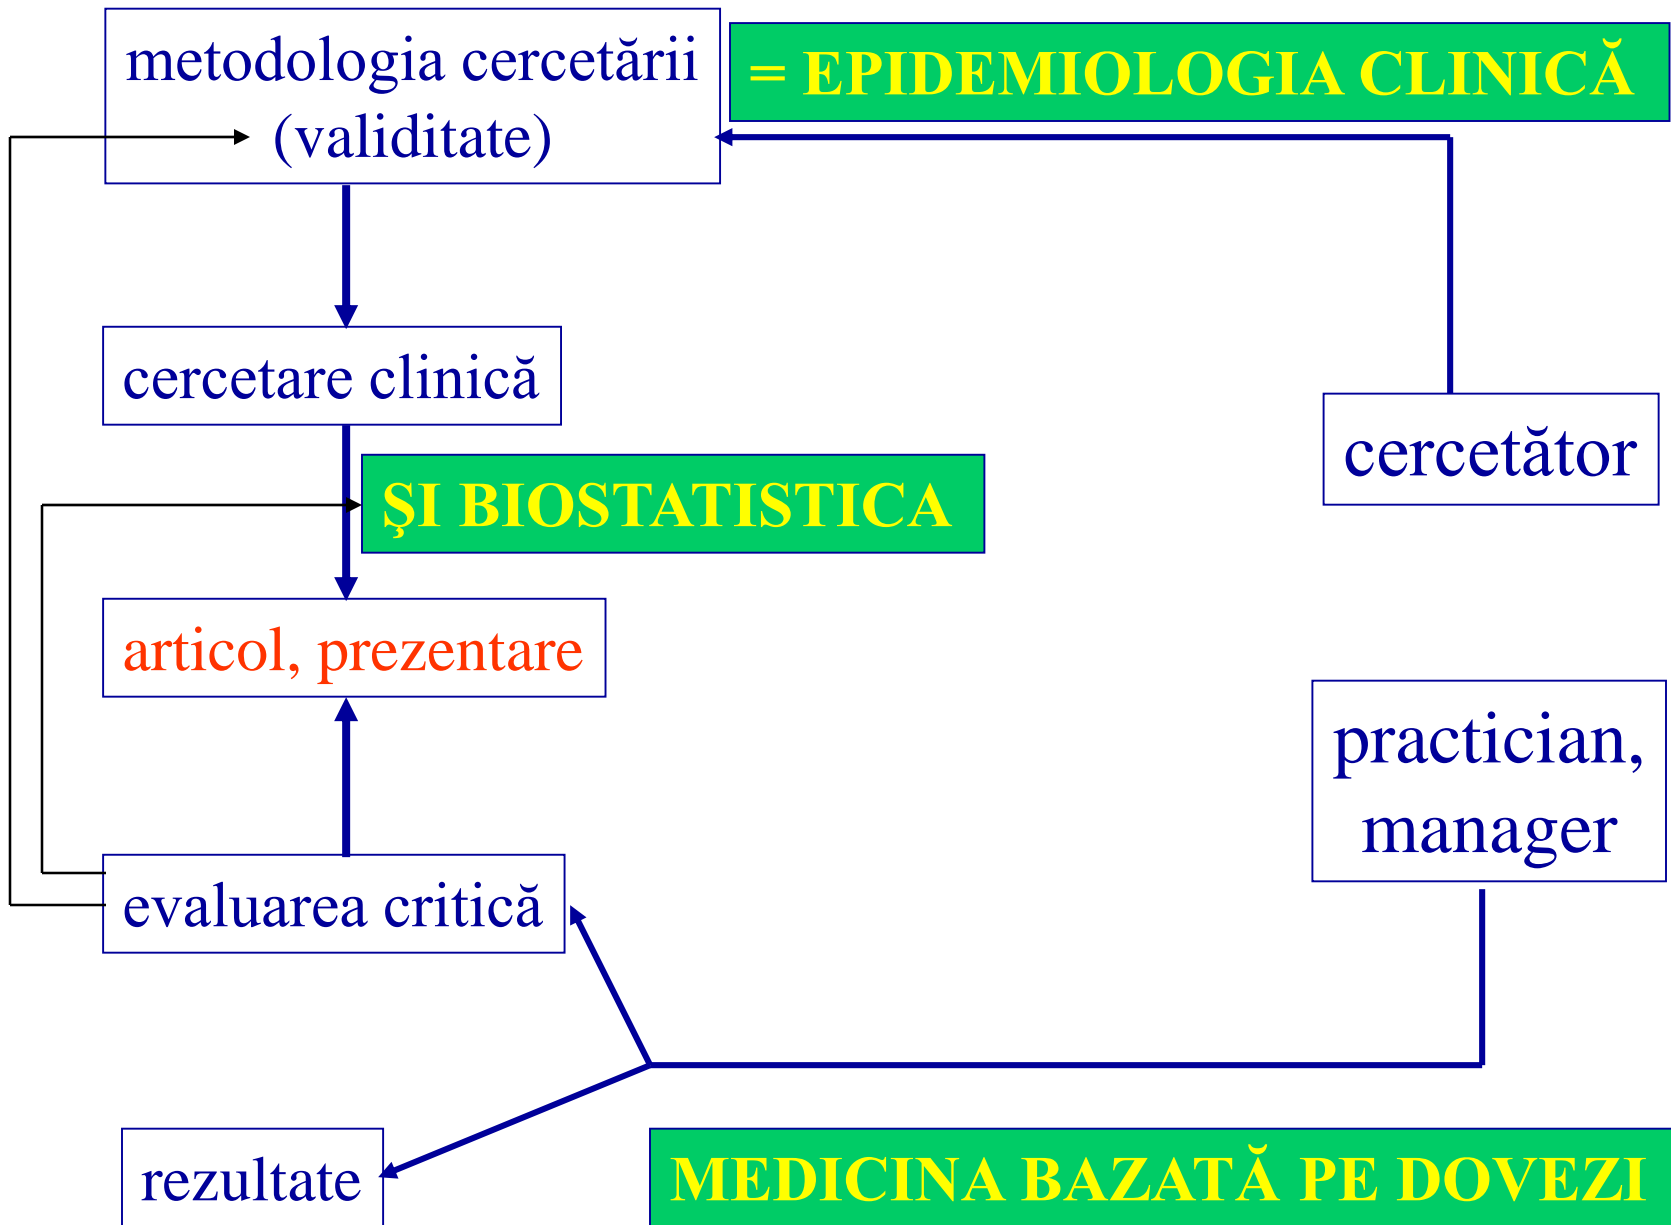 metodologia cercetării
(validitate)
= EPIDEMIOLOGIA CLINICĂ
cercetare clinică
cercetător
ŞI BIOSTATISTICA
articol, prezentare
practician,
manager
evaluarea critică
rezultate
MEDICINA BAZATĂ PE DOVEZI